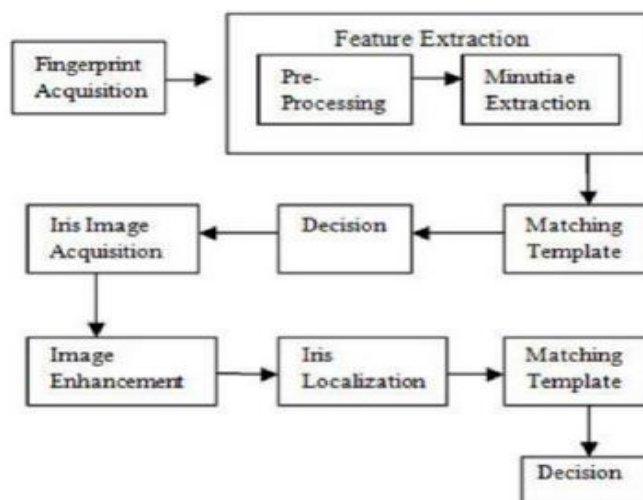 Feature Extraction
Fingerprint
Acquisition
Pre-
Processing
Minutiae
Extraction
Iris Image
Acquisition
Decision
Matching
Template
Image
Enhancement
Iris
Localization
Matching
Template
Decision